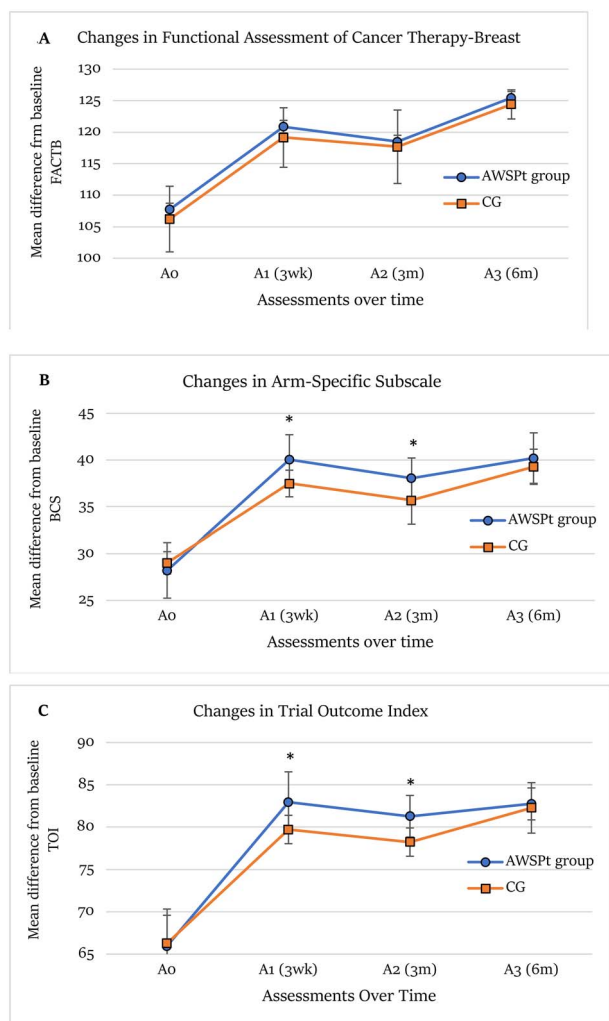 A Changes in Functional Assessment of Cancer Therapy-Breast
Mean difference frm baseline
FACTB
130
125
120
115
110
105
100
AWSPt group
CG
A0 A1 (3wk) A2 (3m) A3 (6m)
Assessments over time
B Changes in Arm-Specific Subscale
Mean difference from baseline
BCS
45
40
35
30
25
* *
AWSPt group
CG
A0 A1 (3wk) A2 (3m) A3 (6m)
Assessments over time
C Changes in Trial Outcome Index
Mean difference from baseline
TOI
90
85
80
75
70
65
* *
AWSPt group
CG
A0 A1 (3wk) A2 (3m) A3 (6m)
Assessments Over Time